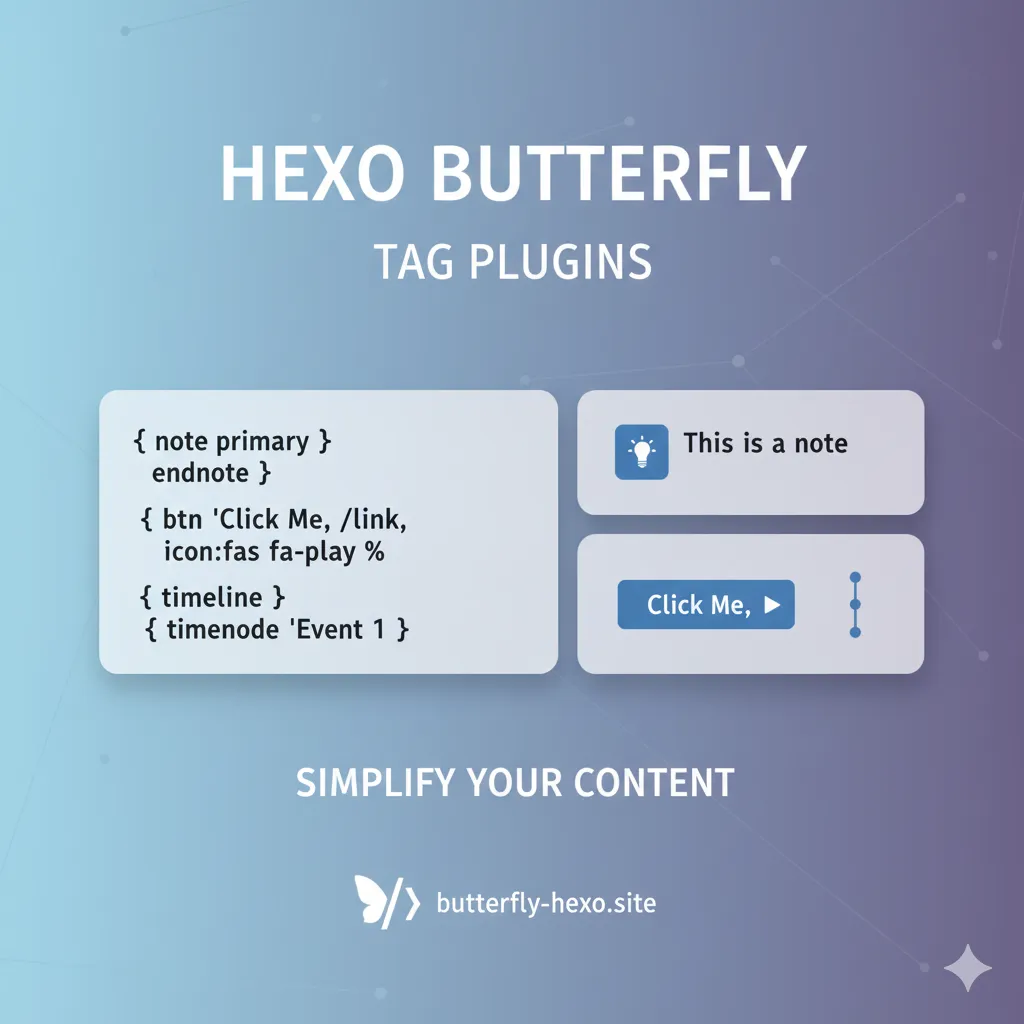 HEXO BUTTERFLY
TAG PLUGINS
{ note primary }
endnote }
{ btn 'Click Me, /link,
icon:fas fa-play %
{ timeline }
{ timenode 'Event 1 }
This is a note
Click Me,
SIMPLIFY YOUR CONTENT
butterfly-hexo.site